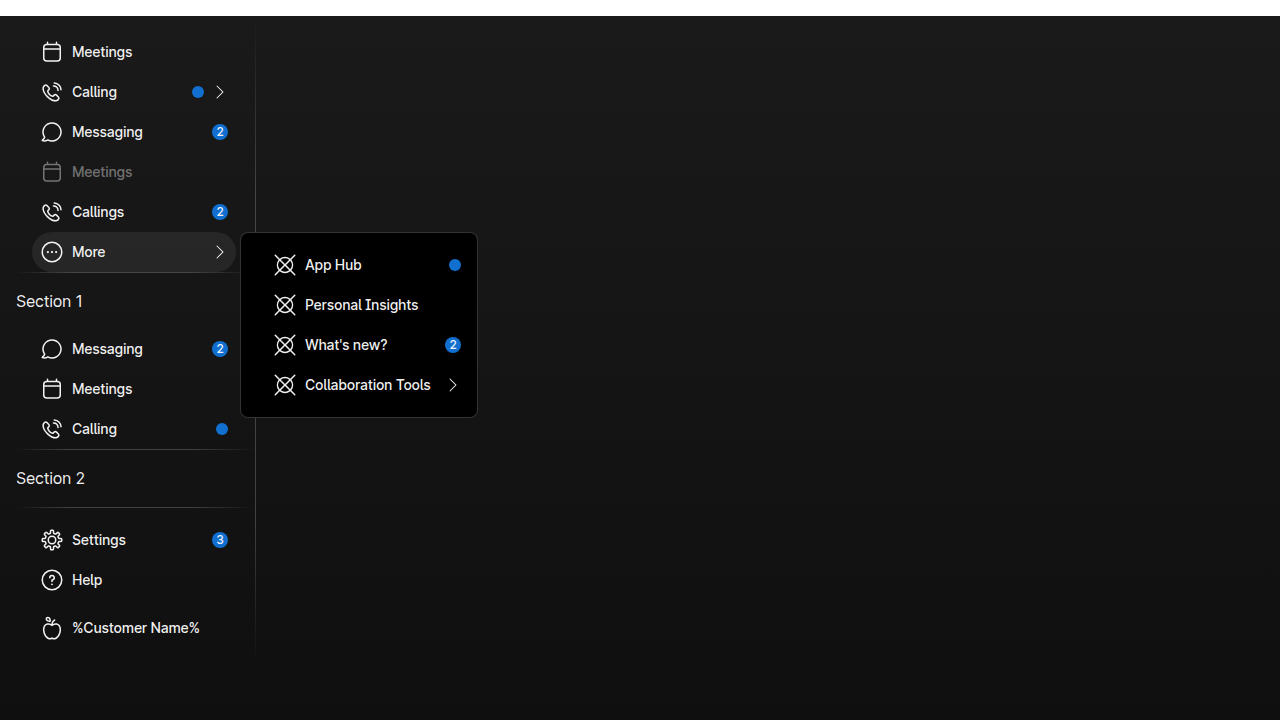 Meetings
Calling
Messaging 2
Meetings
Callings 2
More
App Hub
Personal Insights
What's new? 2
Collaboration Tools
Section 1
Messaging 2
Meetings
Calling
Section 2
Settings 3
Help
%Customer Name%